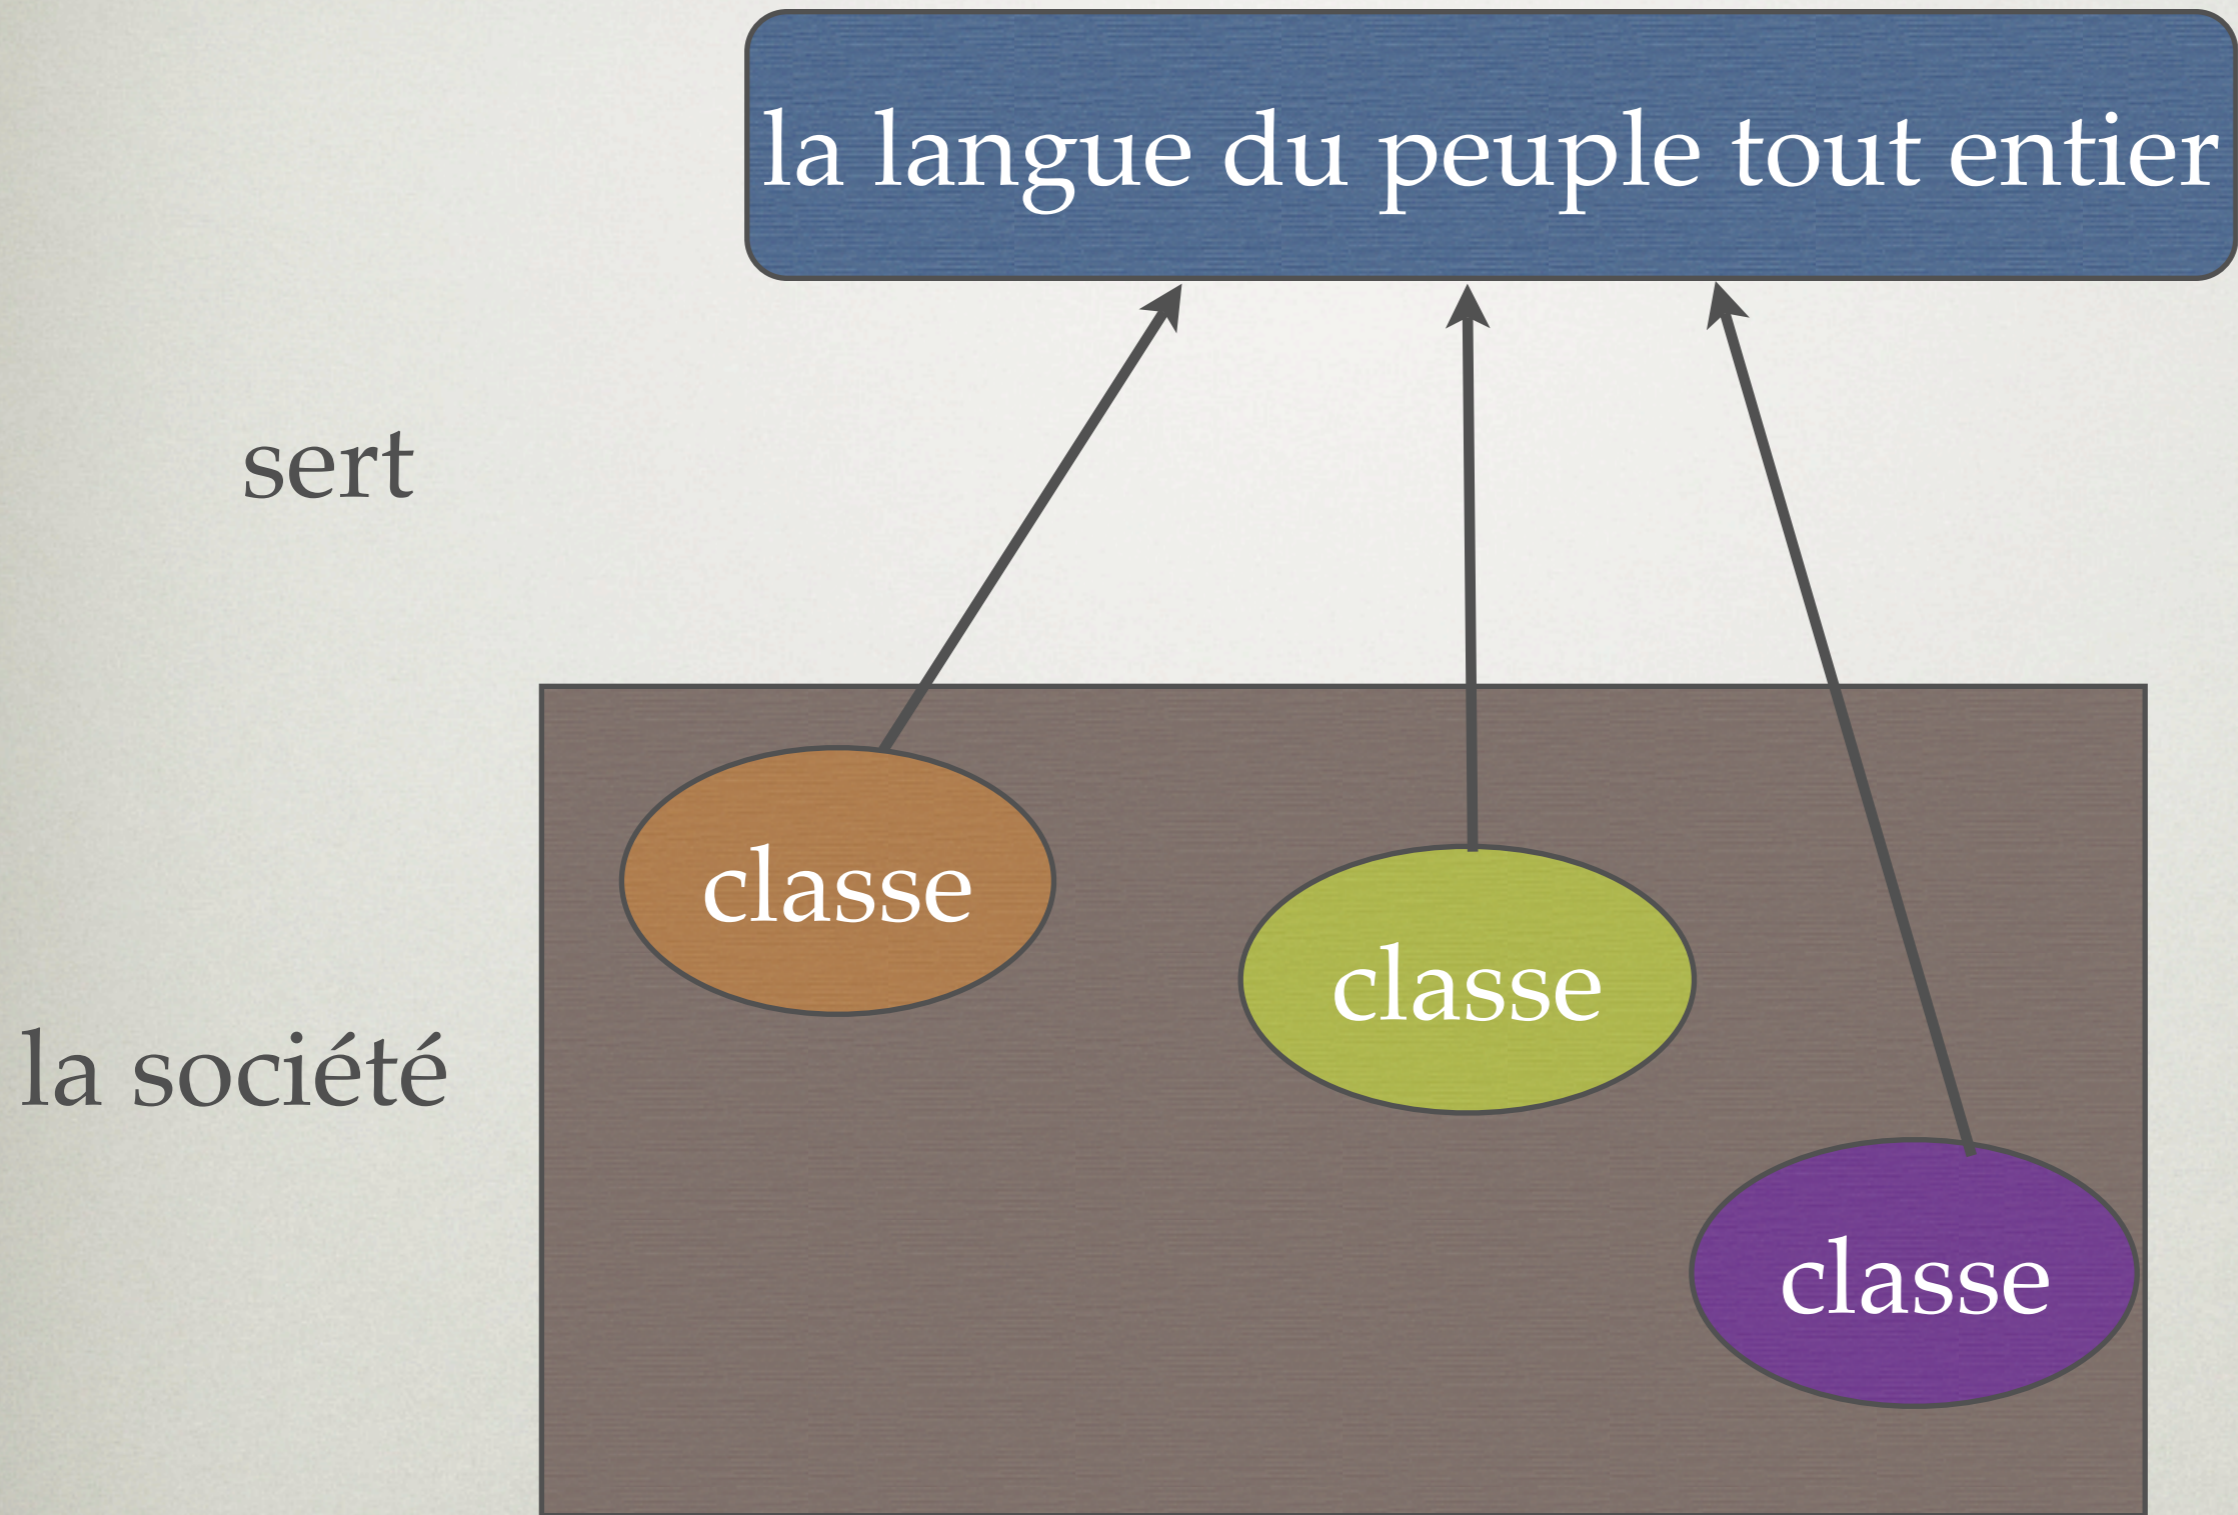 la langue du peuple tout entier
sert
classe
classe
la société
classe